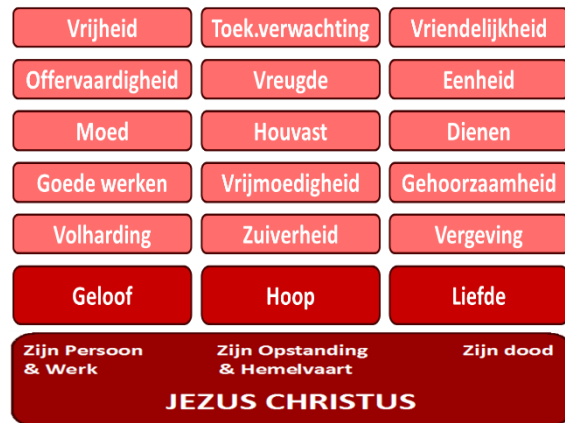 Vrijheid Toek.verwachting Vriendelijkheid
Offervaardigheid Vreugde Eenheid
Moed Houvast Dienen
Goede werken Vrijmoedigheid Gehoorzaamheid
Volharding Zuiverheid Vergeving
Geloof Hoop Liefde
Zijn Persoon Zijn Opstanding Zijn dood
& Werk & Hemelvaart
JEZUS CHRISTUS